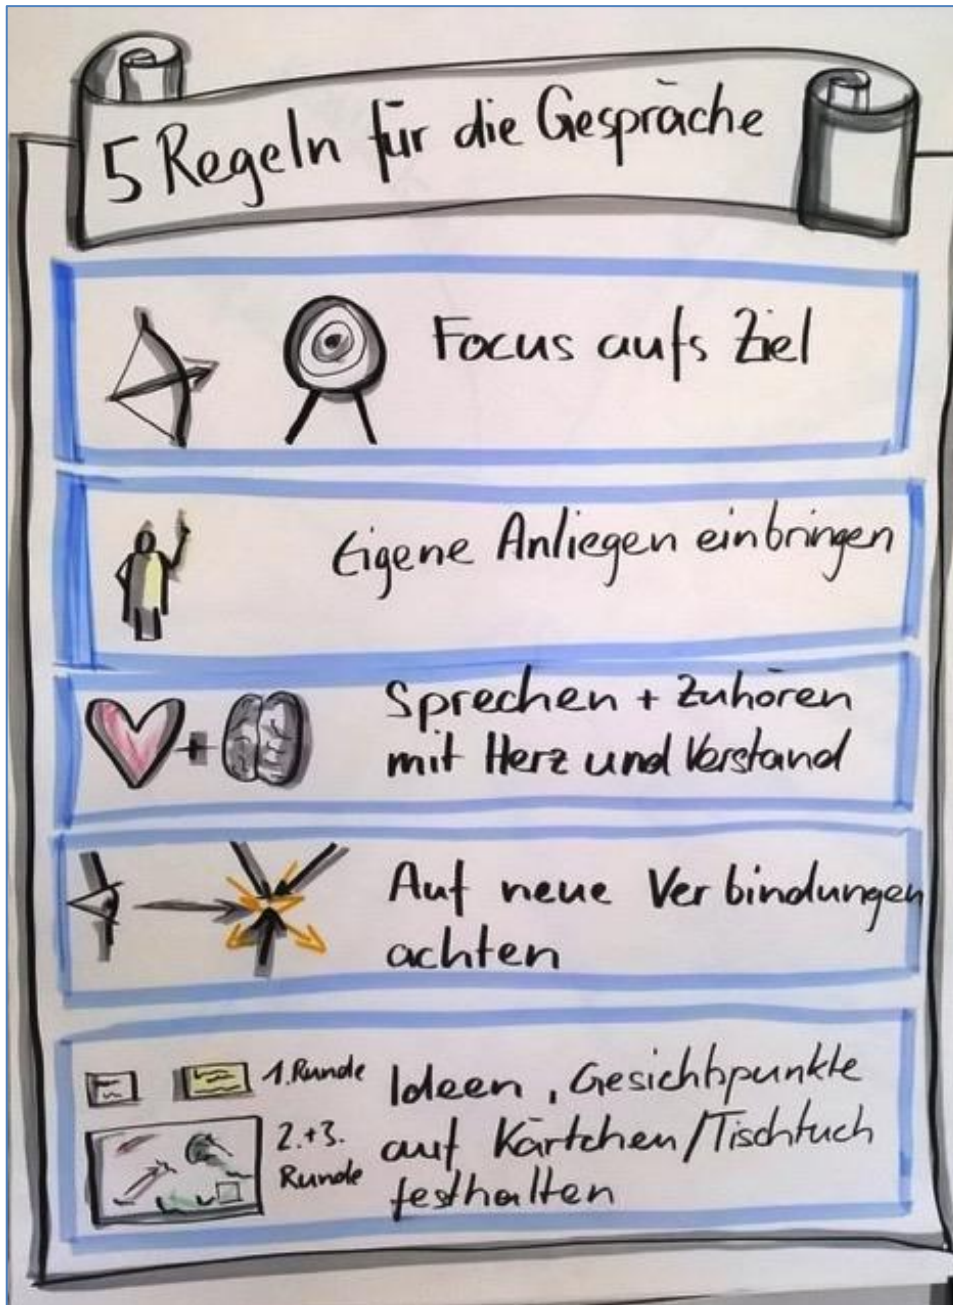 5 Regeln für die Gespräche
Focus aufs Ziel
Eigene Anliegen einbringen
Sprechen + Zuhören
mit Herz und Verstand
Auf neue Verbindungen
achten
1. Runde
2.+3.
Runde
Ideen, Gesichtspunkte
auf Kärtchen/Tischtuch
festhalten